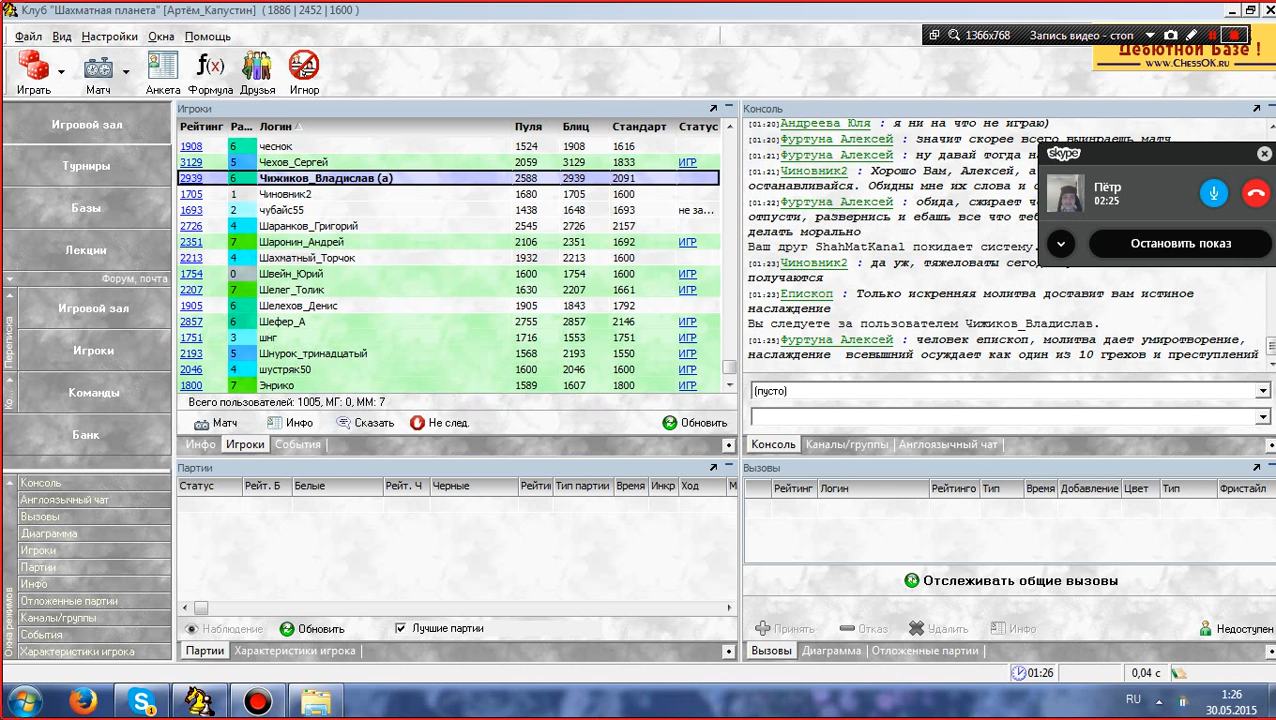 Клуб "Шахматная планета" [Артём_Капустин] ( 1886 | 2452 | 1600 )
Файл Вид Настройки Окна Помощь
1366x768 Запись видео - стоп
Дебютной Базе !
www.ChessOK.ru
Играть Матч Анкета Формула Друзья Игнор
f(x)
Игровой зал
Турниры
Базы
Лекции
Форум, почта
Переписка
Игровой зал
Игроки
Ко...
Команды
Банк
Окна режимов
Консоль
Англоязычный чат
Вызовы
Диаграмма
Игроки
Партии
Инфо
Отложенные партии
Каналы/группы
События
Характеристики игрока
Игроки
Рейтинг Ра... Логин Пуля Блиц Стандарт Статус
1908 6 чеснок 1524 1908 1616
3129 5 Чехов_Сергей 2059 3129 1833 ИГР
2939 6 Чижиков_Владислав (а) 2588 2939 2091
1705 1 Чиновник2 1680 1705 1600
1693 2 чубайс55 1438 1648 1693 не за...
2726 4 Шаранков_Григорий 2545 2726 2157
2351 7 Шаронин_Андрей 2106 2351 1692 ИГР
2213 4 Шахматный_Торчок 1932 2213 1600
1754 0 Швейн_Юрий 1600 1754 1600 ИГР
2207 7 Шелег_Толик 1630 2207 1661 ИГР
1905 6 Шелехов_Денис 1905 1843 1792
2857 6 Шефер_А 2755 2857 2146 ИГР
1751 3 шнг 1716 1553 1751 ИГР
2193 5 Шнурок_тринадцатый 1568 2193 1550 ИГР
2046 4 шустряк50 1600 2046 1600 ИГР
1800 7 Энрико 1589 1607 1800 ИГР
Всего пользователей: 1005, МГ: 0, ММ: 7
Матч Инфо Сказать Не след. Обновить
Инфо Игроки События
Консоль
[01:20]Андреева Юля : я ни на что не играю)
[01:20]Фуртуна Алексей : значит скорее всего выиграешь матч
[01:21]Фуртуна Алексей : ну давай тогда н
[01:21]Чиновник2 : Хорошо Вам, Алексей, а
останавливайся. Обидны мне их слова и с
[01:22]Фуртуна Алексей : обида, сжирает ч
отпусти, развернись и ебашь все что теб
делать морально
Ваш друг ShahMatKanal покидает систему.
[01:23]Чиновник2 : да уж, тяжеловаты сегод
получаются
[01:23]Епископ : Только искренняя молитва доставит вам истиное
наслаждение
Вы следуете за пользователем Чижиков_Владислав.
[01:25]Фуртуна Алексей : человек епископ, молитва дает умиротворение,
наслаждение всевышний осуждает как один из 10 грехов и преступлений
skype
Пётр
02:25
Остановить показ
(пусто)
Консоль Каналы/группы Англоязычный чат
Партии
Статус Рейт. Б Белые Рейт. Ч Черные Рейти Тип партии Время Инкр Ход М
Наблюдение Обновить Лучшие партии
Партии Характеристики игрока
Вызовы
Рейтинг Логин Рейтинго Тип Время Добавление Цвет Тип Фристайл
Отслеживать общие вызовы
Принять Отказ Удалить Инфо Недоступен
Вызовы Диаграмма Отложенные партии
01:26 0,04 с
RU
1:26
30.05.2015